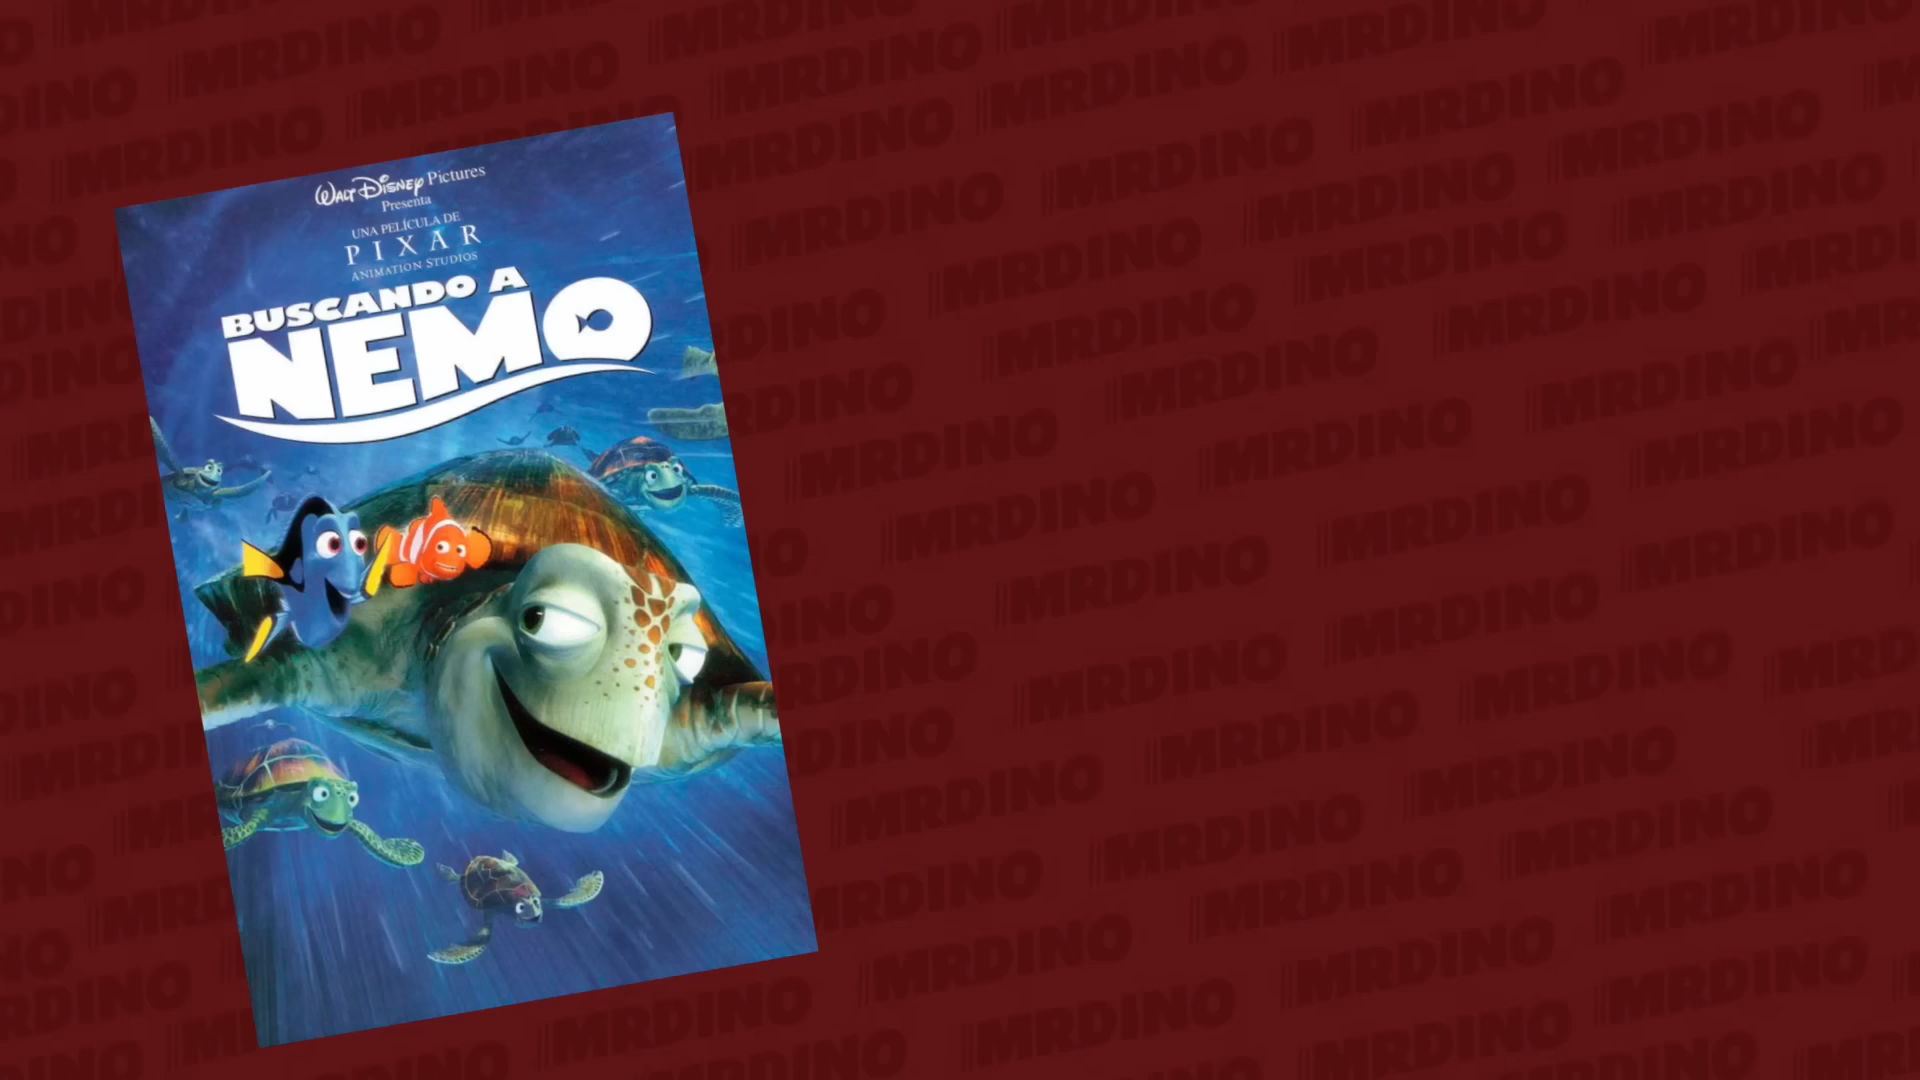 WALT DISNEY Pictures
Presenta
UNA PELÍCULA DE
PIXAR
ANIMATION STUDIOS
BUSCANDO A
NEMO
MRDINO